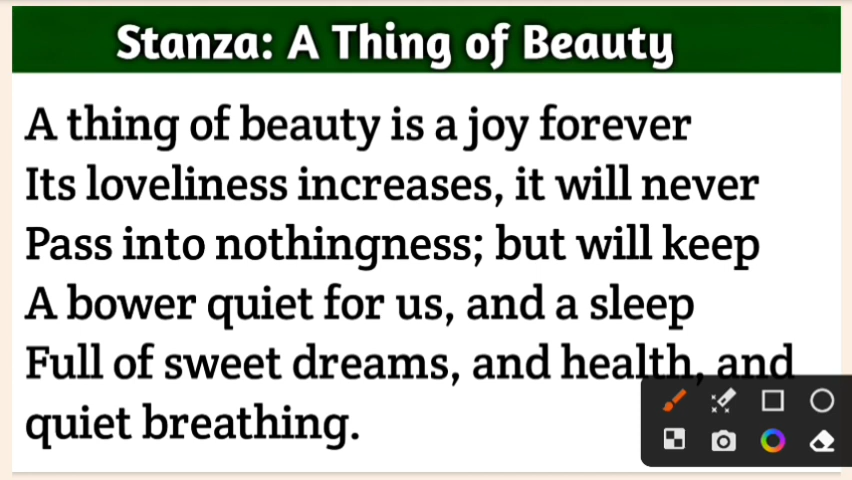 Stanza: A Thing of Beauty
A thing of beauty is a joy forever
Its loveliness increases, it will never
Pass into nothingness; but will keep
A bower quiet for us, and a sleep
Full of sweet dreams, and health, and
quiet breathing.